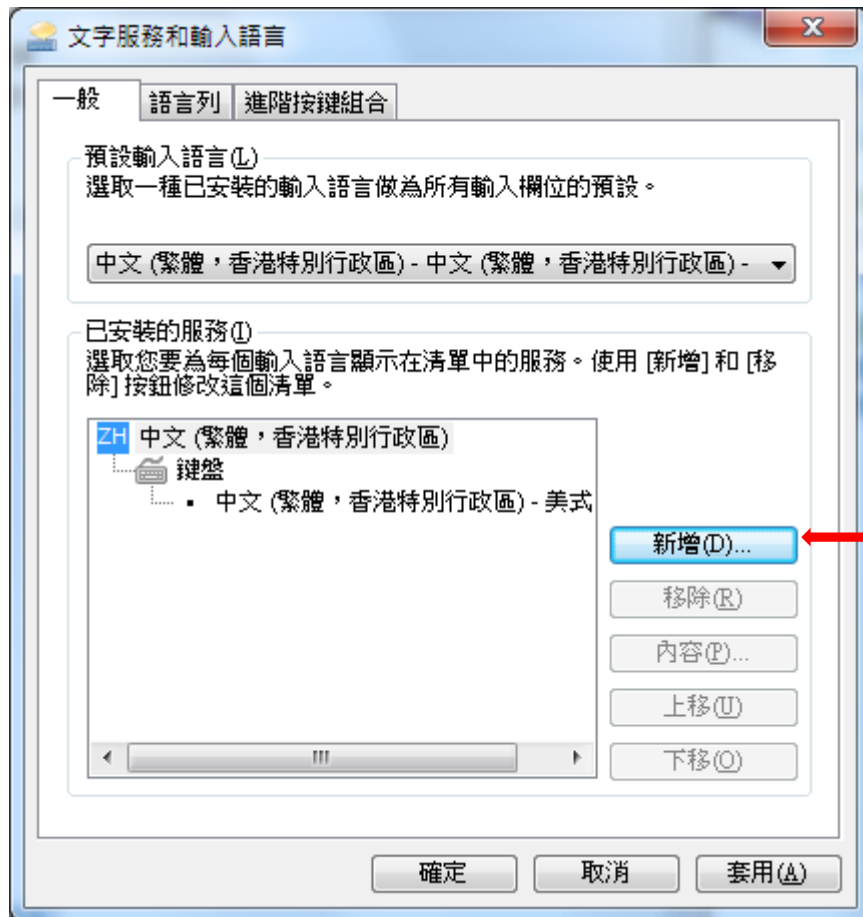 文字服務和輸入語言
一般
語言列
進階按鍵組合
預設輸入語言(L)
選取一種已安裝的輸入語言做為所有輸入欄位的預設。
中文 (繁體，香港特別行政區) - 中文 (繁體，香港特別行政區) -
已安裝的服務(I)
選取您要為每個輸入語言顯示在清單中的服務。使用 [新增] 和 [移
除] 按鈕修改這個清單。
ZH 中文 (繁體，香港特別行政區)
鍵盤
中文 (繁體，香港特別行政區) - 美式
新增(D)...
移除(R)
內容(P)...
上移(U)
下移(O)
確定
取消
套用(A)